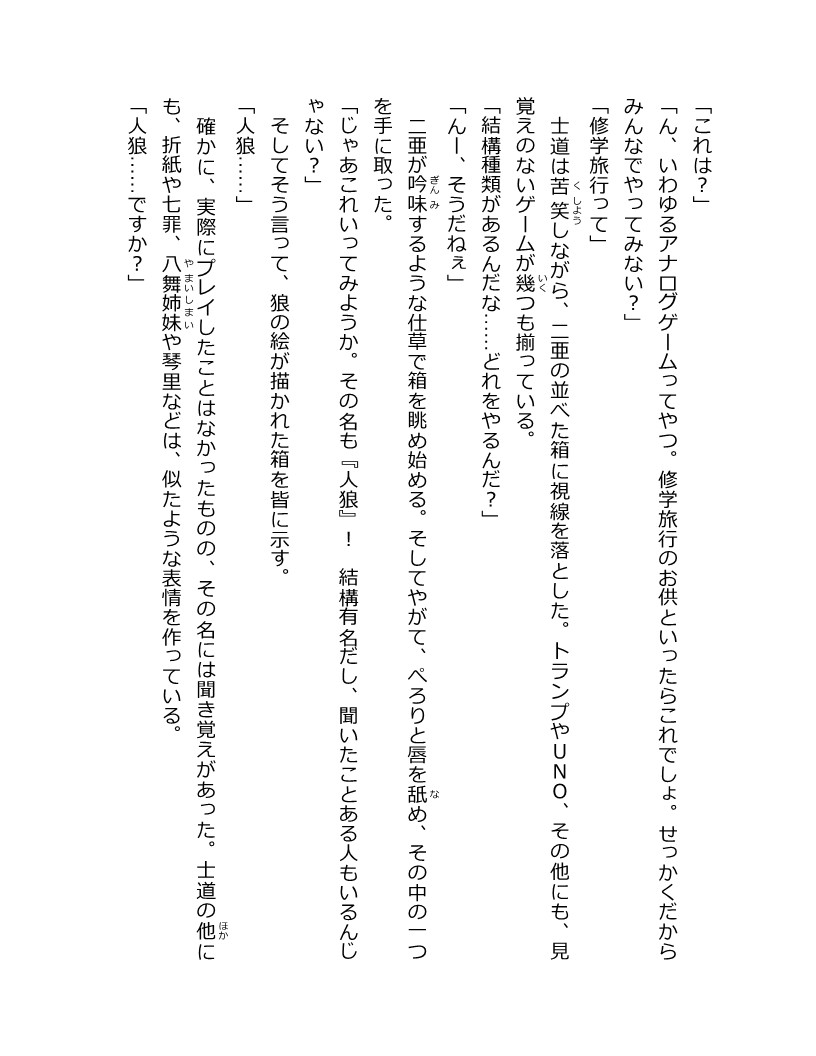 「これは？」
「ん、いわゆるアナログゲームってやつ。修学旅行のお供といったらこれでしょ。せっかくだから
みんなでやってみない？」
「修学旅行って」
　士道は苦笑しながら、二亜の並べた箱に視線を落とした。トランプやＵＮＯ、その他にも、見
覚えのないゲームが幾つも揃っている。
「結構種類があるんだな……どれをやるんだ？」
「んー、そうだねぇ」
　二亜が吟味するような仕草で箱を眺め始める。そしてやがて、ぺろりと唇を舐め、その中の一つ
を手に取った。
「じゃあこれいってみようか。その名も『人狼』！　結構有名だし、聞いたことある人もいるんじ
ゃない？」
　そしてそう言って、狼の絵が描かれた箱を皆に示す。
「人狼……」
　確かに、実際にプレイしたことはなかったものの、その名には聞き覚えがあった。士道の他に
も、折紙や七罪、八舞姉妹や琴里などは、似たような表情を作っている。
「人狼……ですか？」